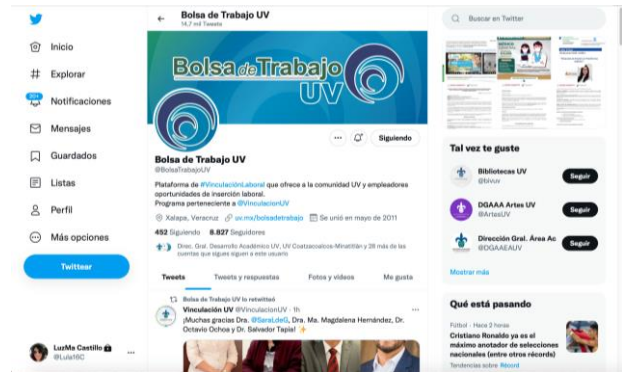 Inicio
Explorar
Notificaciones
Mensajes
Guardados
Listas
Perfil
Más opciones
Twittear
LuzMa Castillo
@Lula16C
Bolsa de Trabajo UV
14,7 mil Tweets
Bolsa de Trabajo
UV
Siguiendo
Bolsa de Trabajo UV
@BolsaTrabajoUV
Plataforma de #VinculaciónLaboral que ofrece a la comunidad UV y empleadores
oportunidades de inserción laboral.
Programa perteneciente a @VinculacionUV
Xalapa, Veracruz uv.mx/bolsadetrabajo Se unió en mayo de 2011
452 Siguiendo 8.827 Seguidores
Direc. Gral. Desarrollo Académico UV, UV Coatzacoalcos-Minatitlán y 28 más de las
cuentas que sigues siguen a este usuario
Tweets Tweets y respuestas Fotos y vídeos Me gusta
Bolsa de Trabajo UV lo retwitteó
Vinculación UV @VinculacionUV · 1h
¡Muchas gracias Dra. @SaraLdeG, Dra. Ma. Magdalena Hernández, Dr.
Octavio Ochoa y Dr. Salvador Tapia!
Buscar en Twitter
Tal vez te guste
Bibliotecas UV
@bivuv
Seguir
DGAAA Artes UV
@ArtesUV
Seguir
Dirección Gral. Área Ac
@DGAAEAUV
Seguir
Mostrar más
Qué está pasando
Fútbol · Hace 2 horas
Cristiano Ronaldo ya es el
máximo anotador de selecciones
nacionales (entre otros récords)
Tendencias sobre Récord